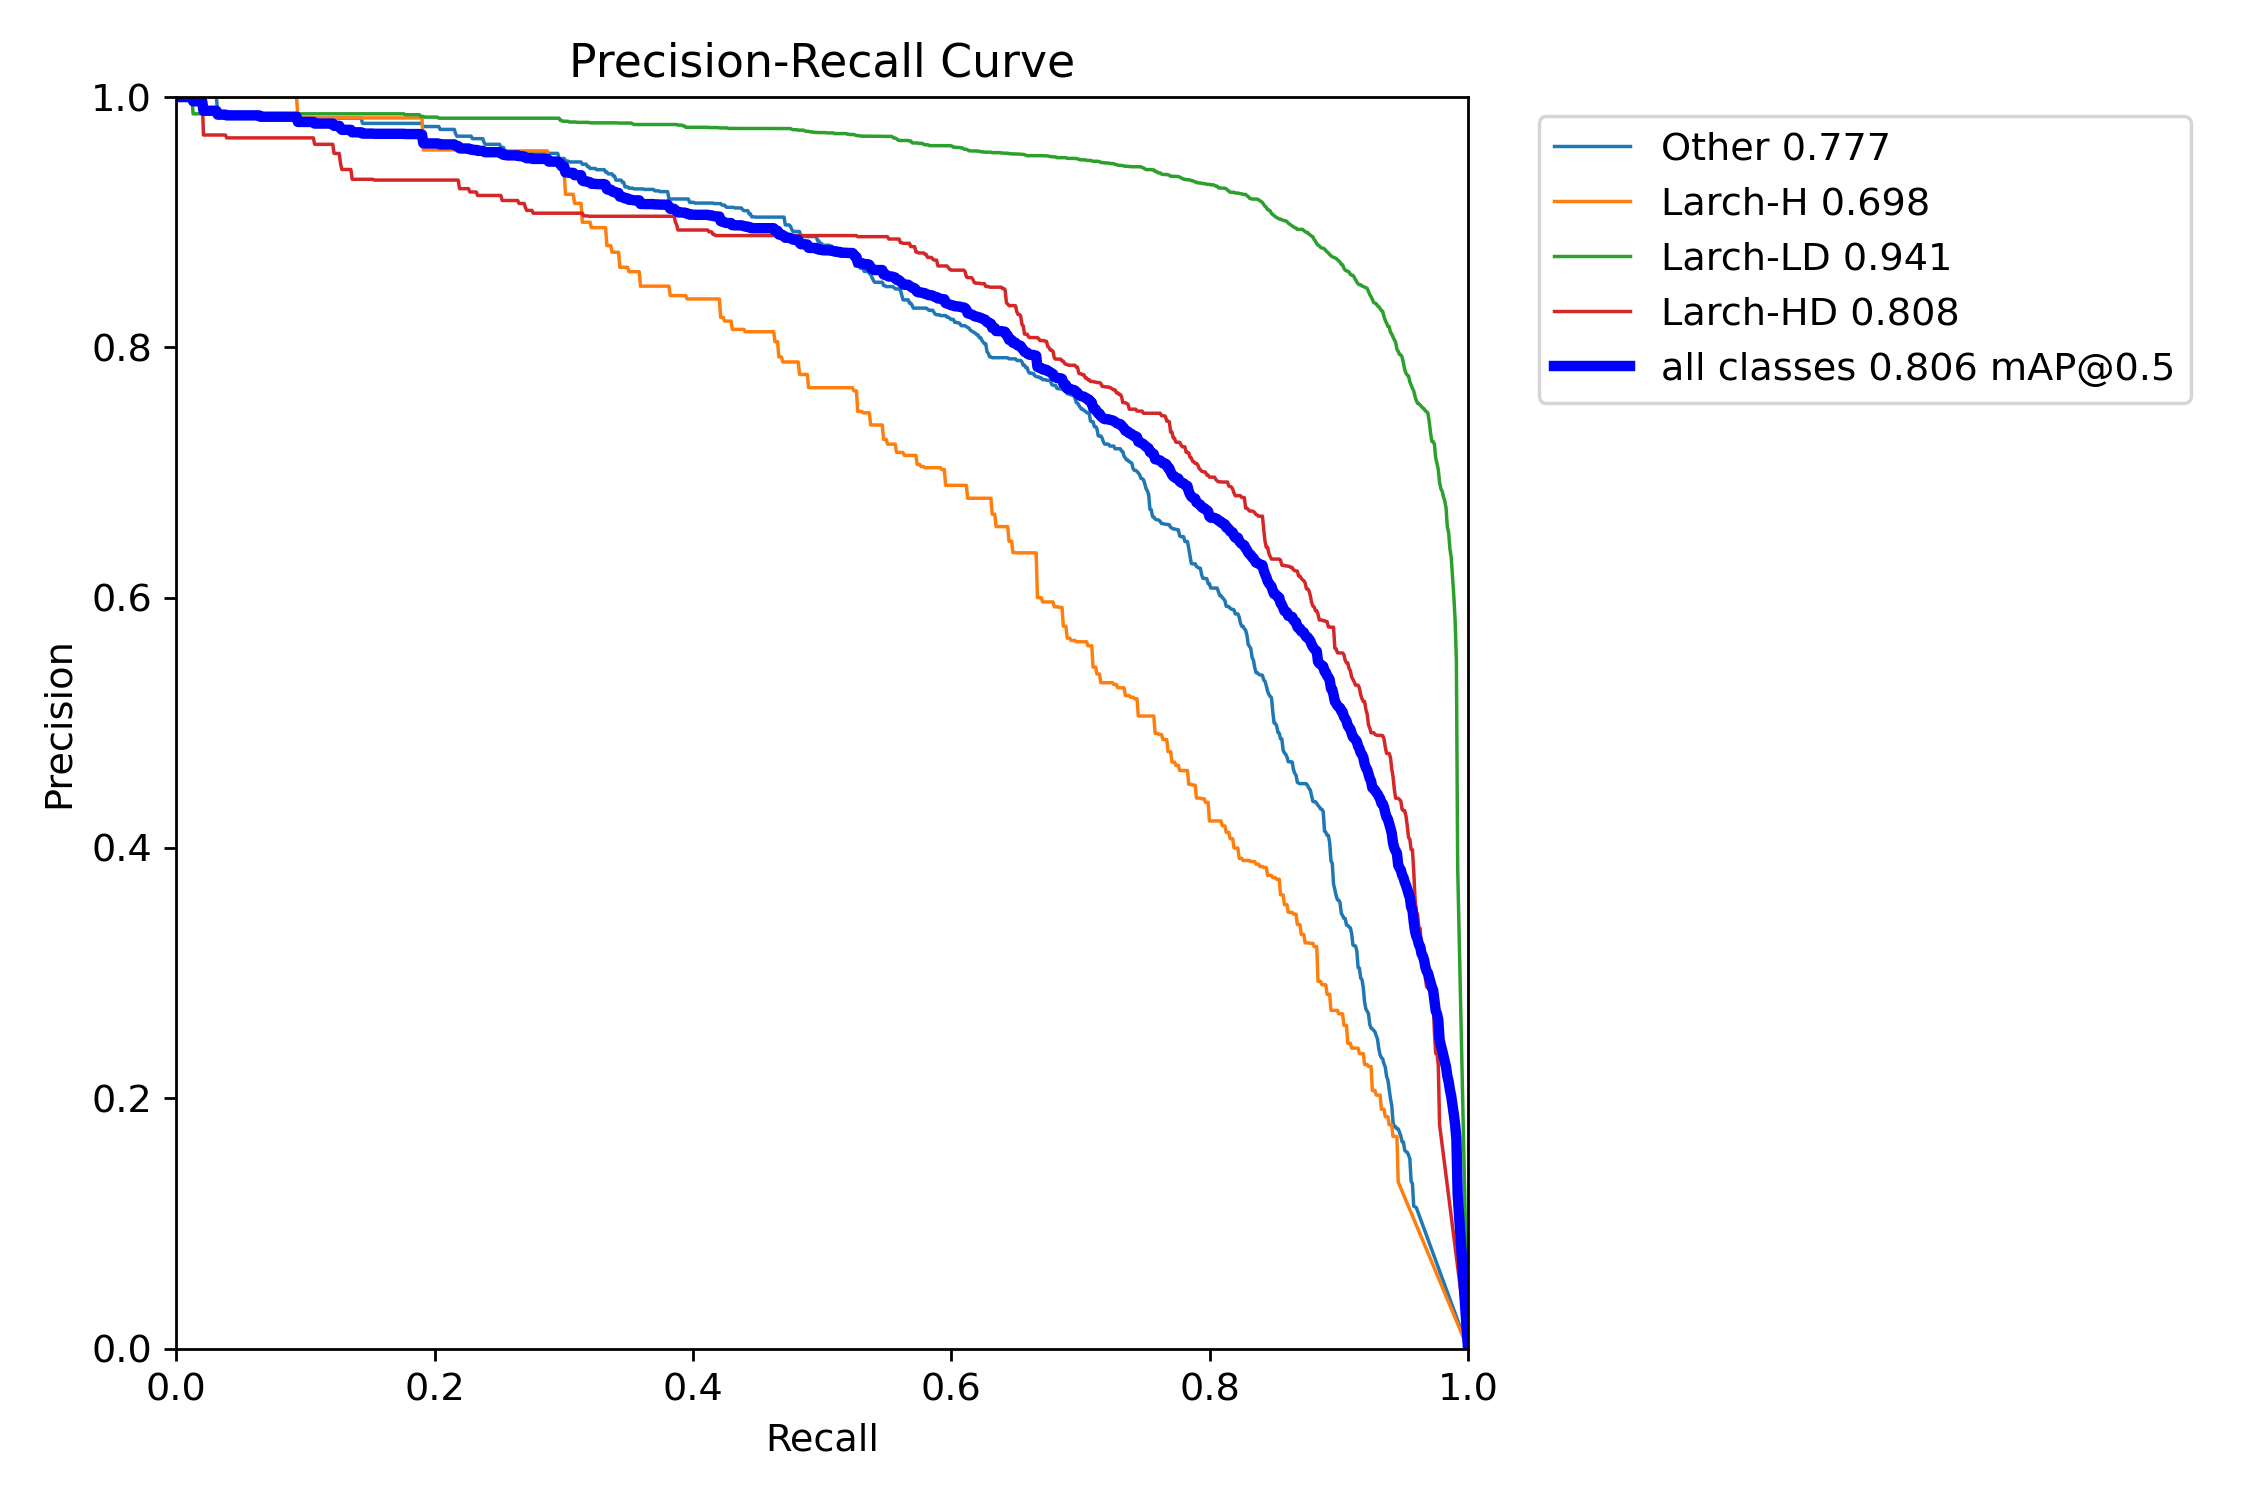 Precision-Recall Curve
1.0
0.8
0.6
0.4
0.2
0.0
Precision
0.0 0.2 0.4 0.6 0.8 1.0
Recall
Other 0.777
Larch-H 0.698
Larch-LD 0.941
Larch-HD 0.808
all classes 0.806 mAP@0.5